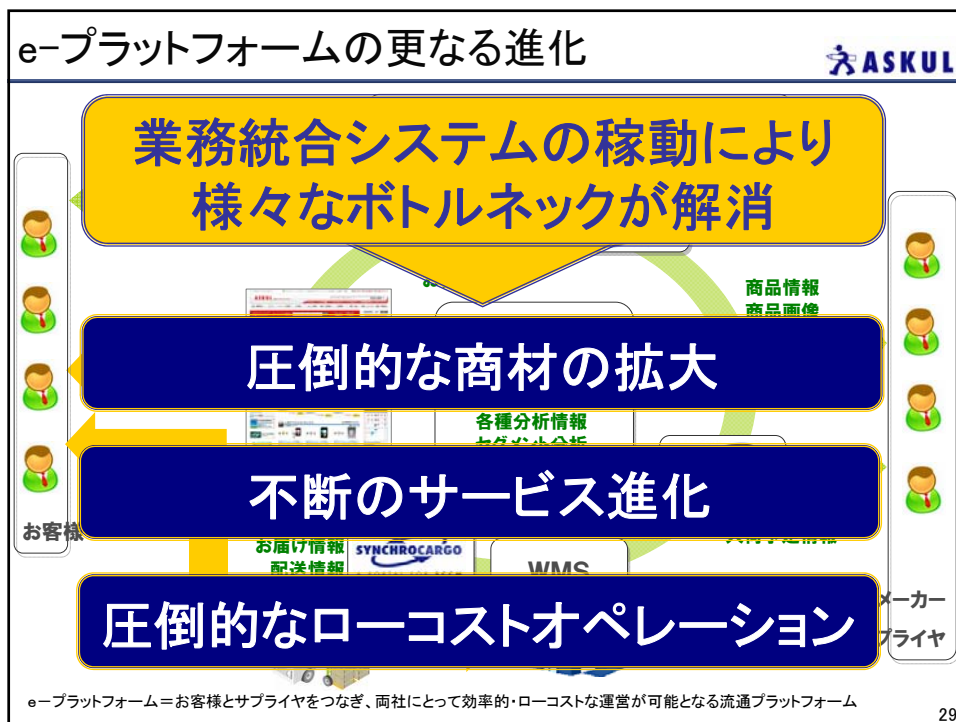 e-プラットフォームの更なる進化
ASKUL
業務統合システムの稼動により
様々なボトルネックが解消
商品情報
商品画像
圧倒的な商材の拡大
各種分析情報
セグメント分析
不断のサービス進化
お客様
お届け情報
配送情報
SYNCHROCARGO
WMS
メーカー
圧倒的なローコストオペレーション
プライヤ
e-プラットフォーム＝お客様とサプライヤをつなぎ、両社にとって効率的・ローコストな運営が可能となる流通プラットフォーム
29